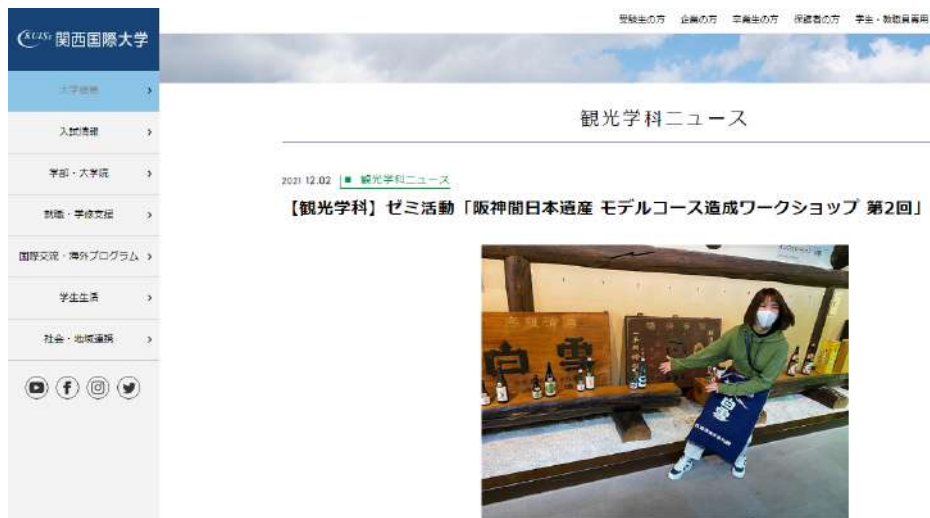 受験生の方 企業の方 卒業生の方 保護者の方 学生・教職員専用
KUISs 関西国際大学
大学概要
入試情報
学部・大学院
就職・学修支援
国際交流・海外プログラム
学生生活
社会・地域連携
観光学科ニュース
2021 12.02 観光学科ニュース
【観光学科】ゼミ活動「阪神間日本遺産 モデルコース造成ワークショップ 第2回」
白雪
白雪